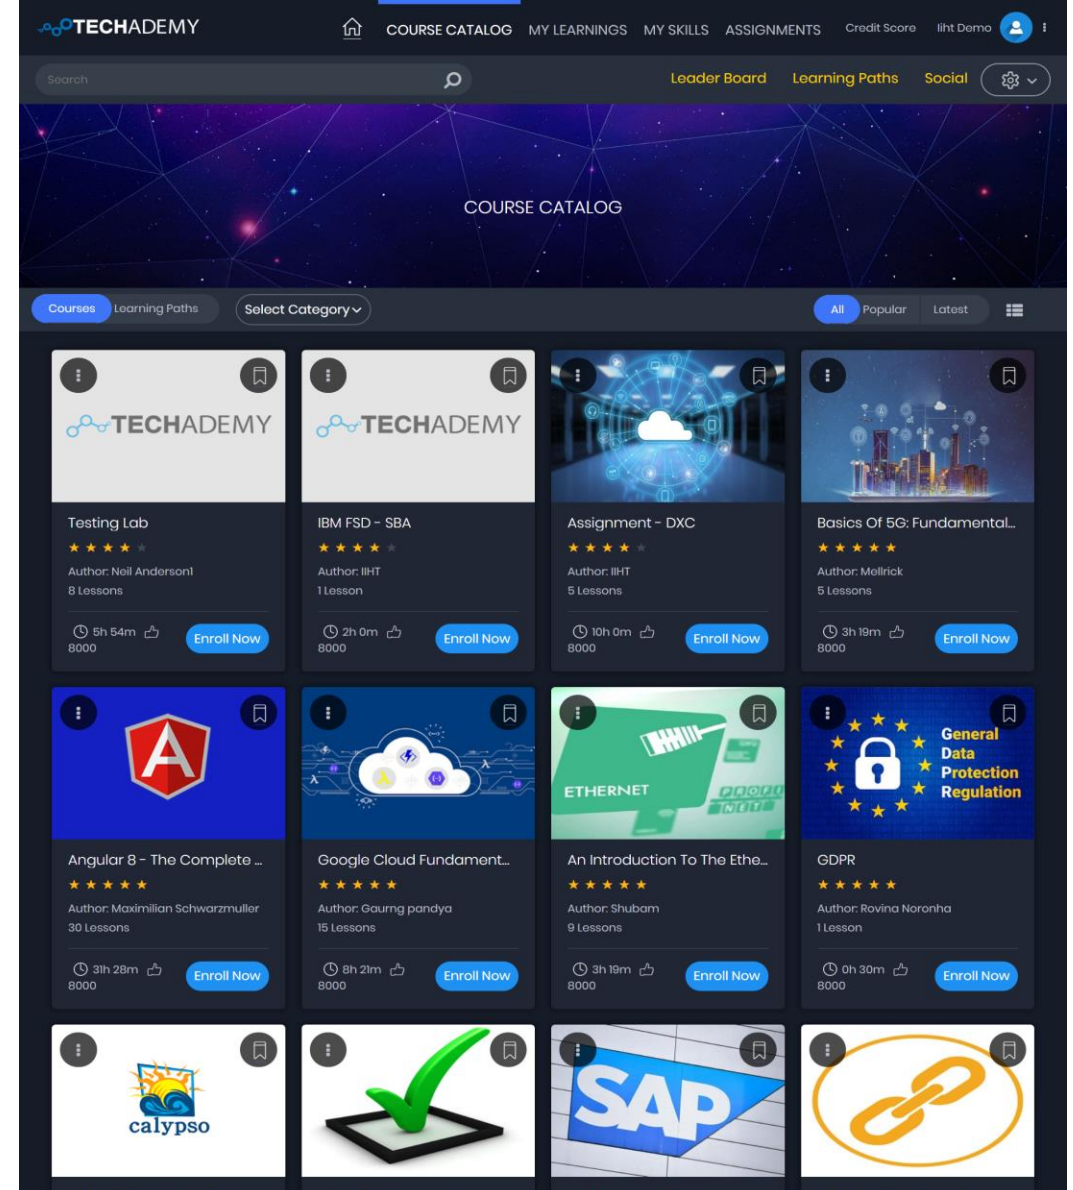 TECHADEMY
COURSE CATALOG MY LEARNINGS MY SKILLS ASSIGNMENTS Credit Score Iiht Demo
Search
Leader Board Learning Paths Social
COURSE CATALOG
Courses Learning Paths Select Category
All Popular Latest
TECHADEMY
TECHADEMY
Testing Lab
Author: Neil Anderson1
8 Lessons
5h 54m
8000
Enroll Now
IBM FSD - SBA
Author: IIHT
1 Lesson
2h 0m
8000
Enroll Now
Assignment - DXC
Author: IIHT
5 Lessons
10h 0m
8000
Enroll Now
Basics Of 5G: Fundamental...
Author: Mellrick
5 Lessons
3h 19m
8000
Enroll Now
Angular 8 - The Complete ...
Author: Maximilian Schwarzmuller
30 Lessons
31h 28m
8000
Enroll Now
Google Cloud Fundament...
Author: Gaurng pandya
15 Lessons
8h 21m
8000
Enroll Now
ETHERNET
PROFI
NET
An Introduction To The Ethe...
Author: Shubam
9 Lessons
3h 19m
8000
Enroll Now
General
Data
Protection
Regulation
GDPR
Author: Rovina Noronha
1 Lesson
0h 30m
8000
Enroll Now
calypso
SAP